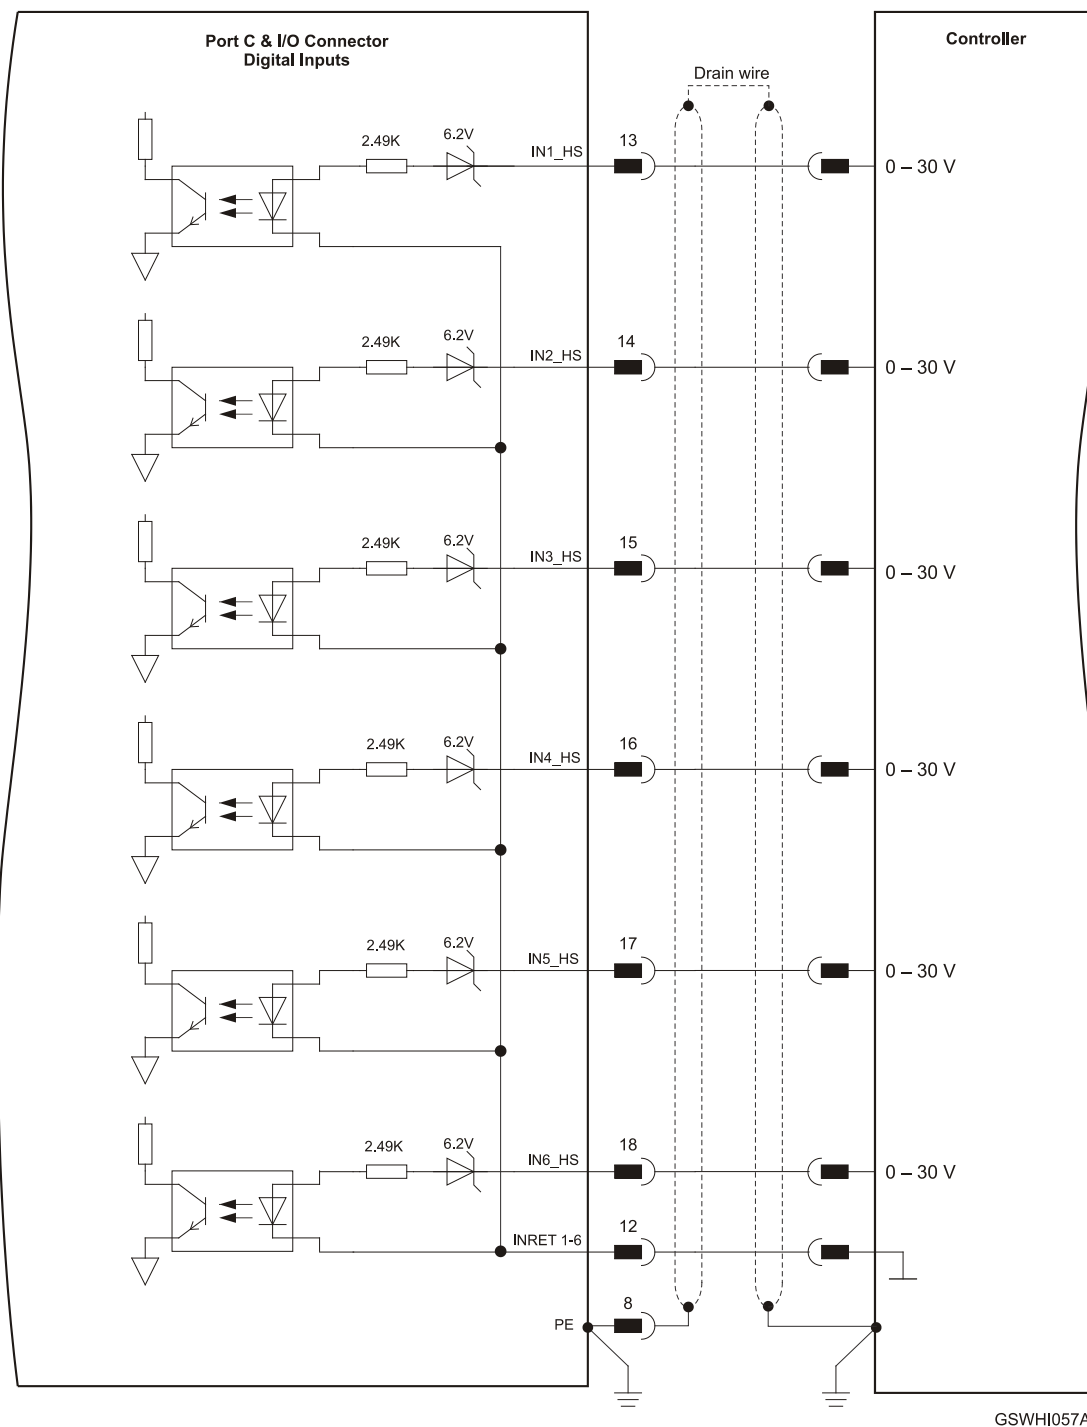 Port C & I/O Connector
Digital Inputs
Controller
Drain wire
2.49K
6.2V
IN1_HS
13
0 – 30 V
2.49K
6.2V
IN2_HS
14
0 – 30 V
2.49K
6.2V
IN3_HS
15
0 – 30 V
2.49K
6.2V
IN4_HS
16
0 – 30 V
2.49K
6.2V
IN5_HS
17
0 – 30 V
2.49K
6.2V
IN6_HS
18
0 – 30 V
INRET 1-6
12
PE
8
GSWHI057A